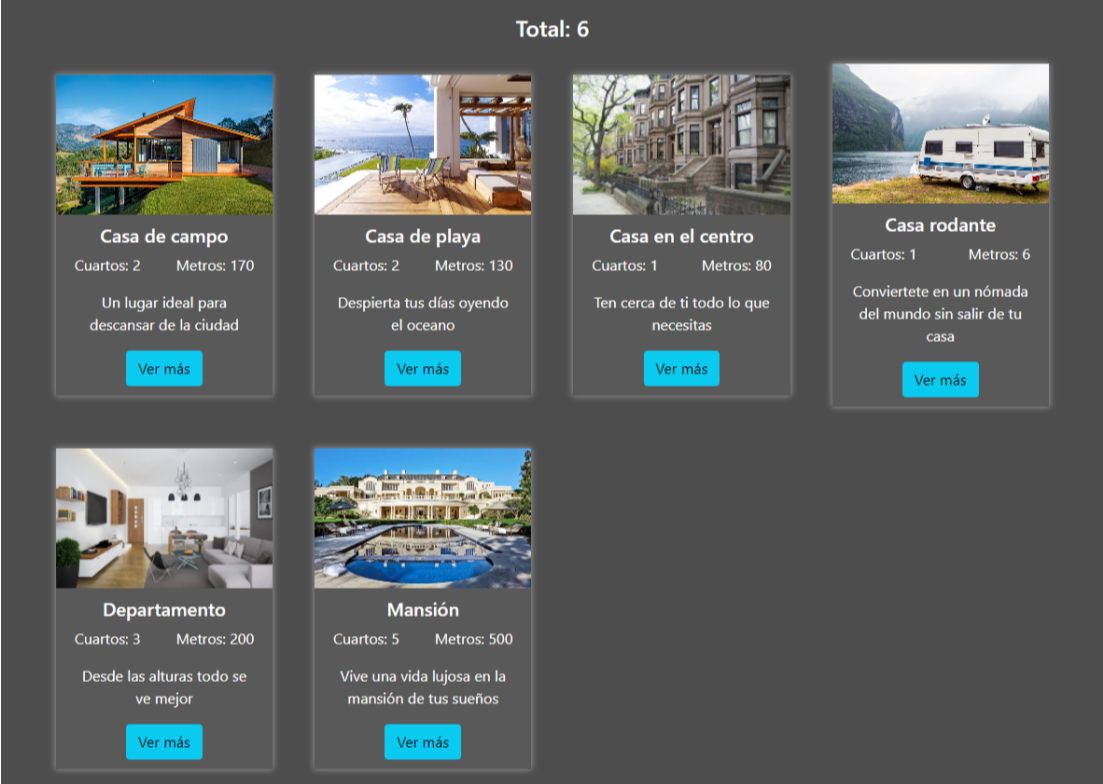 Total: 6
Casa de campo
Cuartos: 2 Metros: 170
Un lugar ideal para
descansar de la ciudad
Ver más
Casa de playa
Cuartos: 2 Metros: 130
Despierta tus días oyendo
el oceano
Ver más
Casa en el centro
Cuartos: 1 Metros: 80
Ten cerca de ti todo lo que
necesitas
Ver más
Casa rodante
Cuartos: 1 Metros: 6
Conviertete en un nómada
del mundo sin salir de tu
casa
Ver más
Departamento
Cuartos: 3 Metros: 200
Desde las alturas todo se
ve mejor
Ver más
Mansión
Cuartos: 5 Metros: 500
Vive una vida lujosa en la
mansión de tus sueños
Ver más